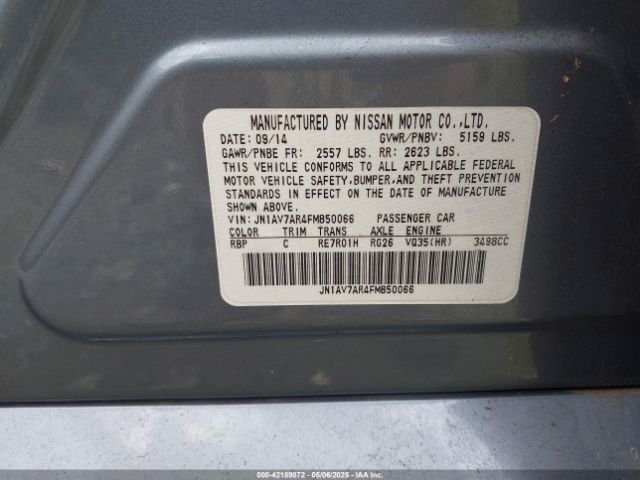 MANUFACTURED BY NISSAN MOTOR CO.,LTD.
DATE: 09/14 GVWR/PNBV: 5159 LBS.
GAWR/PNBE FR: 2557 LBS. RR: 2623 LBS.
THIS VEHICLE CONFORMS TO ALL APPLICABLE FEDERAL
MOTOR VEHICLE SAFETY,BUMPER,AND THEFT PREVENTION
STANDARDS IN EFFECT ON THE DATE OF MANUFACTURE
SHOWN ABOVE.
VIN: JN1AV7AR4FM850066 PASSENGER CAR
COLOR TRIM TRANS AXLE ENGINE
RBP C RE7R01H RG26 VQ35(HR) 3498CC
JN1AV7AR4FM850066
000-42189872 05/06/2025 IAAI.COM